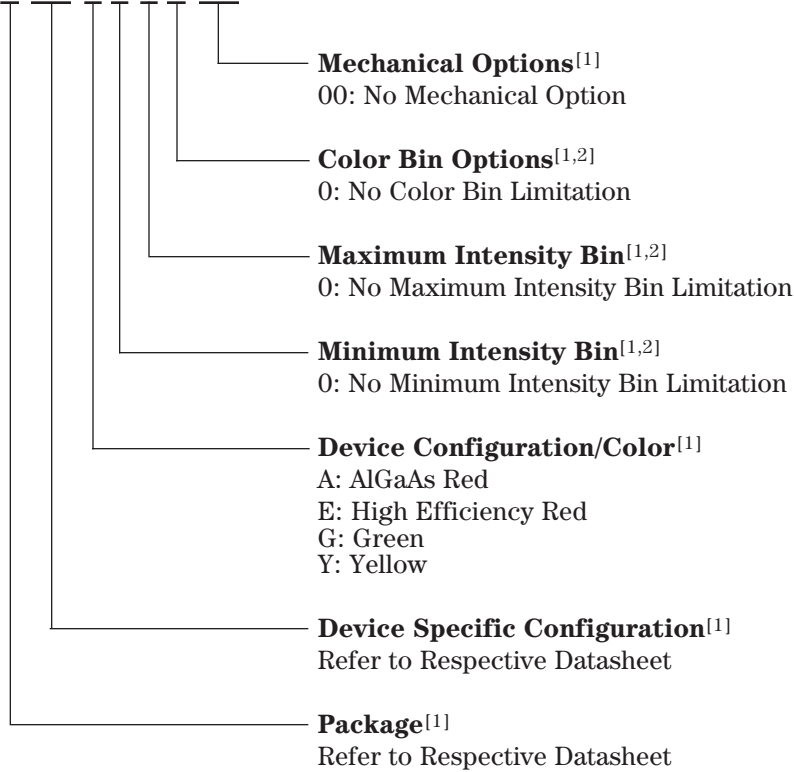 Mechanical Options[1]
00: No Mechanical Option
Color Bin Options[1,2]
0: No Color Bin Limitation
Maximum Intensity Bin[1,2]
0: No Maximum Intensity Bin Limitation
Minimum Intensity Bin[1,2]
0: No Minimum Intensity Bin Limitation
Device Configuration/Color[1]
A: AlGaAs Red
E: High Efficiency Red
G: Green
Y: Yellow
Device Specific Configuration[1]
Refer to Respective Datasheet
Package[1]
Refer to Respective Datasheet